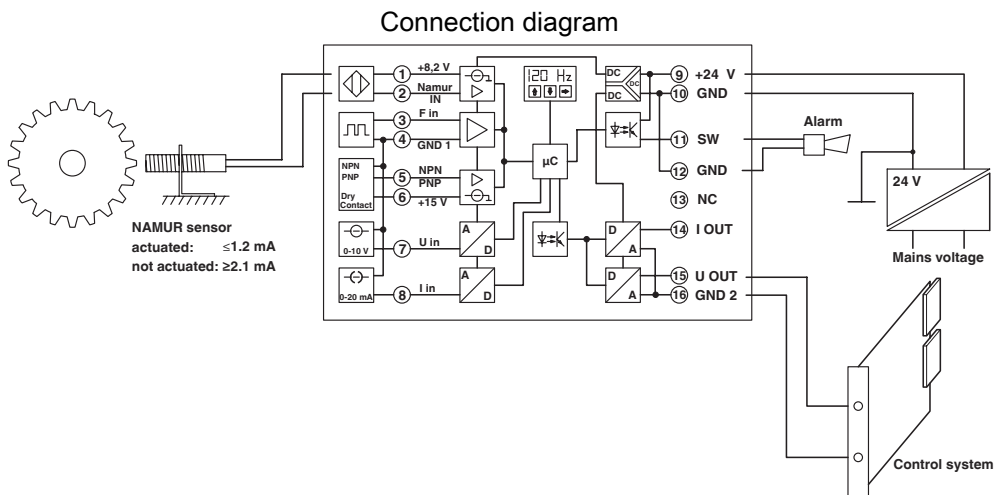 Connection diagram
NAMUR sensor
actuated: ≤1.2 mA
not actuated: ≥2.1 mA
1 +8,2 V
2 Namur
IN
3 F in
4 GND 1
NPN
PNP
Dry
Contact
5 NPN
PNP
6 +15 V
0-10 V
7 U in
0-20 mA
8 I in
A
D
A
D
120 Hz
µC
DC
DC
DC
D
A
D
A
9 +24 V
10 GND
11 SW
12 GND
13 NC
14 I OUT
15 U OUT
16 GND 2
Alarm
24 V
Mains voltage
Control system